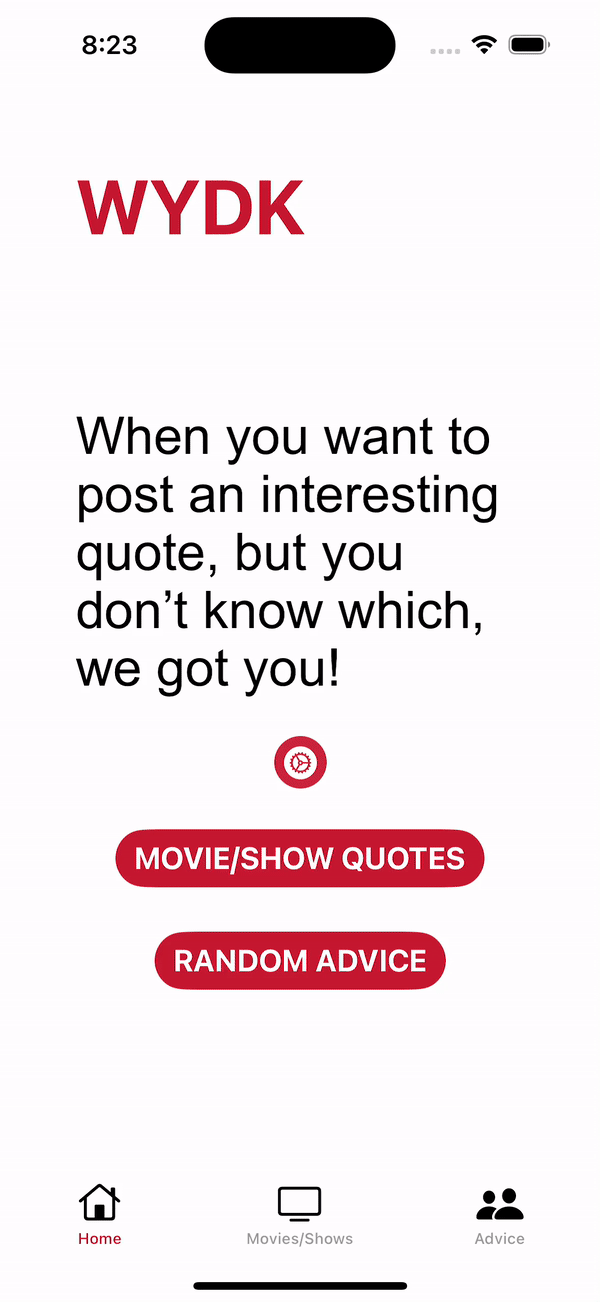 8:23
WYDK
When you want to
post an interesting
quote, but you
don’t know which,
we got you!
MOVIE/SHOW QUOTES
RANDOM ADVICE
Home
Movies/Shows
Advice